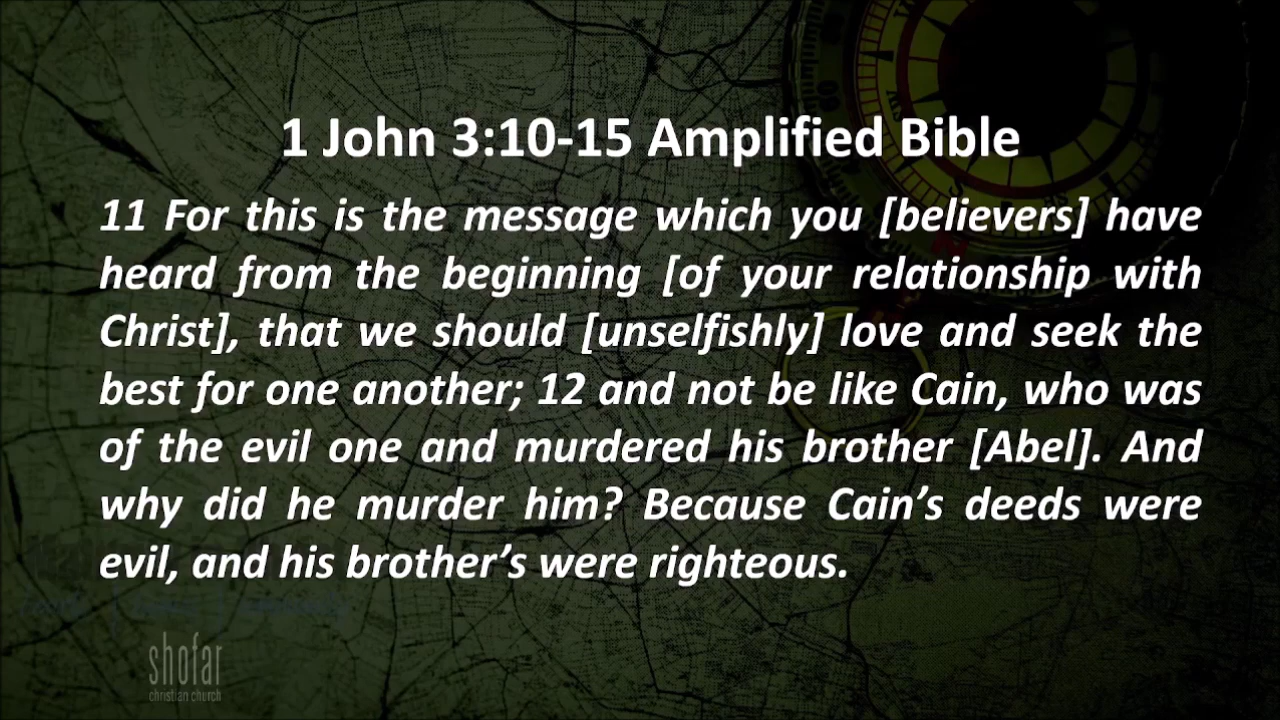 1 John 3:10-15 Amplified Bible
11 For this is the message which you [believers] have
heard from the beginning [of your relationship with
Christ], that we should [unselfishly] love and seek the
best for one another; 12 and not be like Cain, who was
of the evil one and murdered his brother [Abel]. And
why did he murder him? Because Cain’s deeds were
evil, and his brother’s were righteous.
shofar
christian church